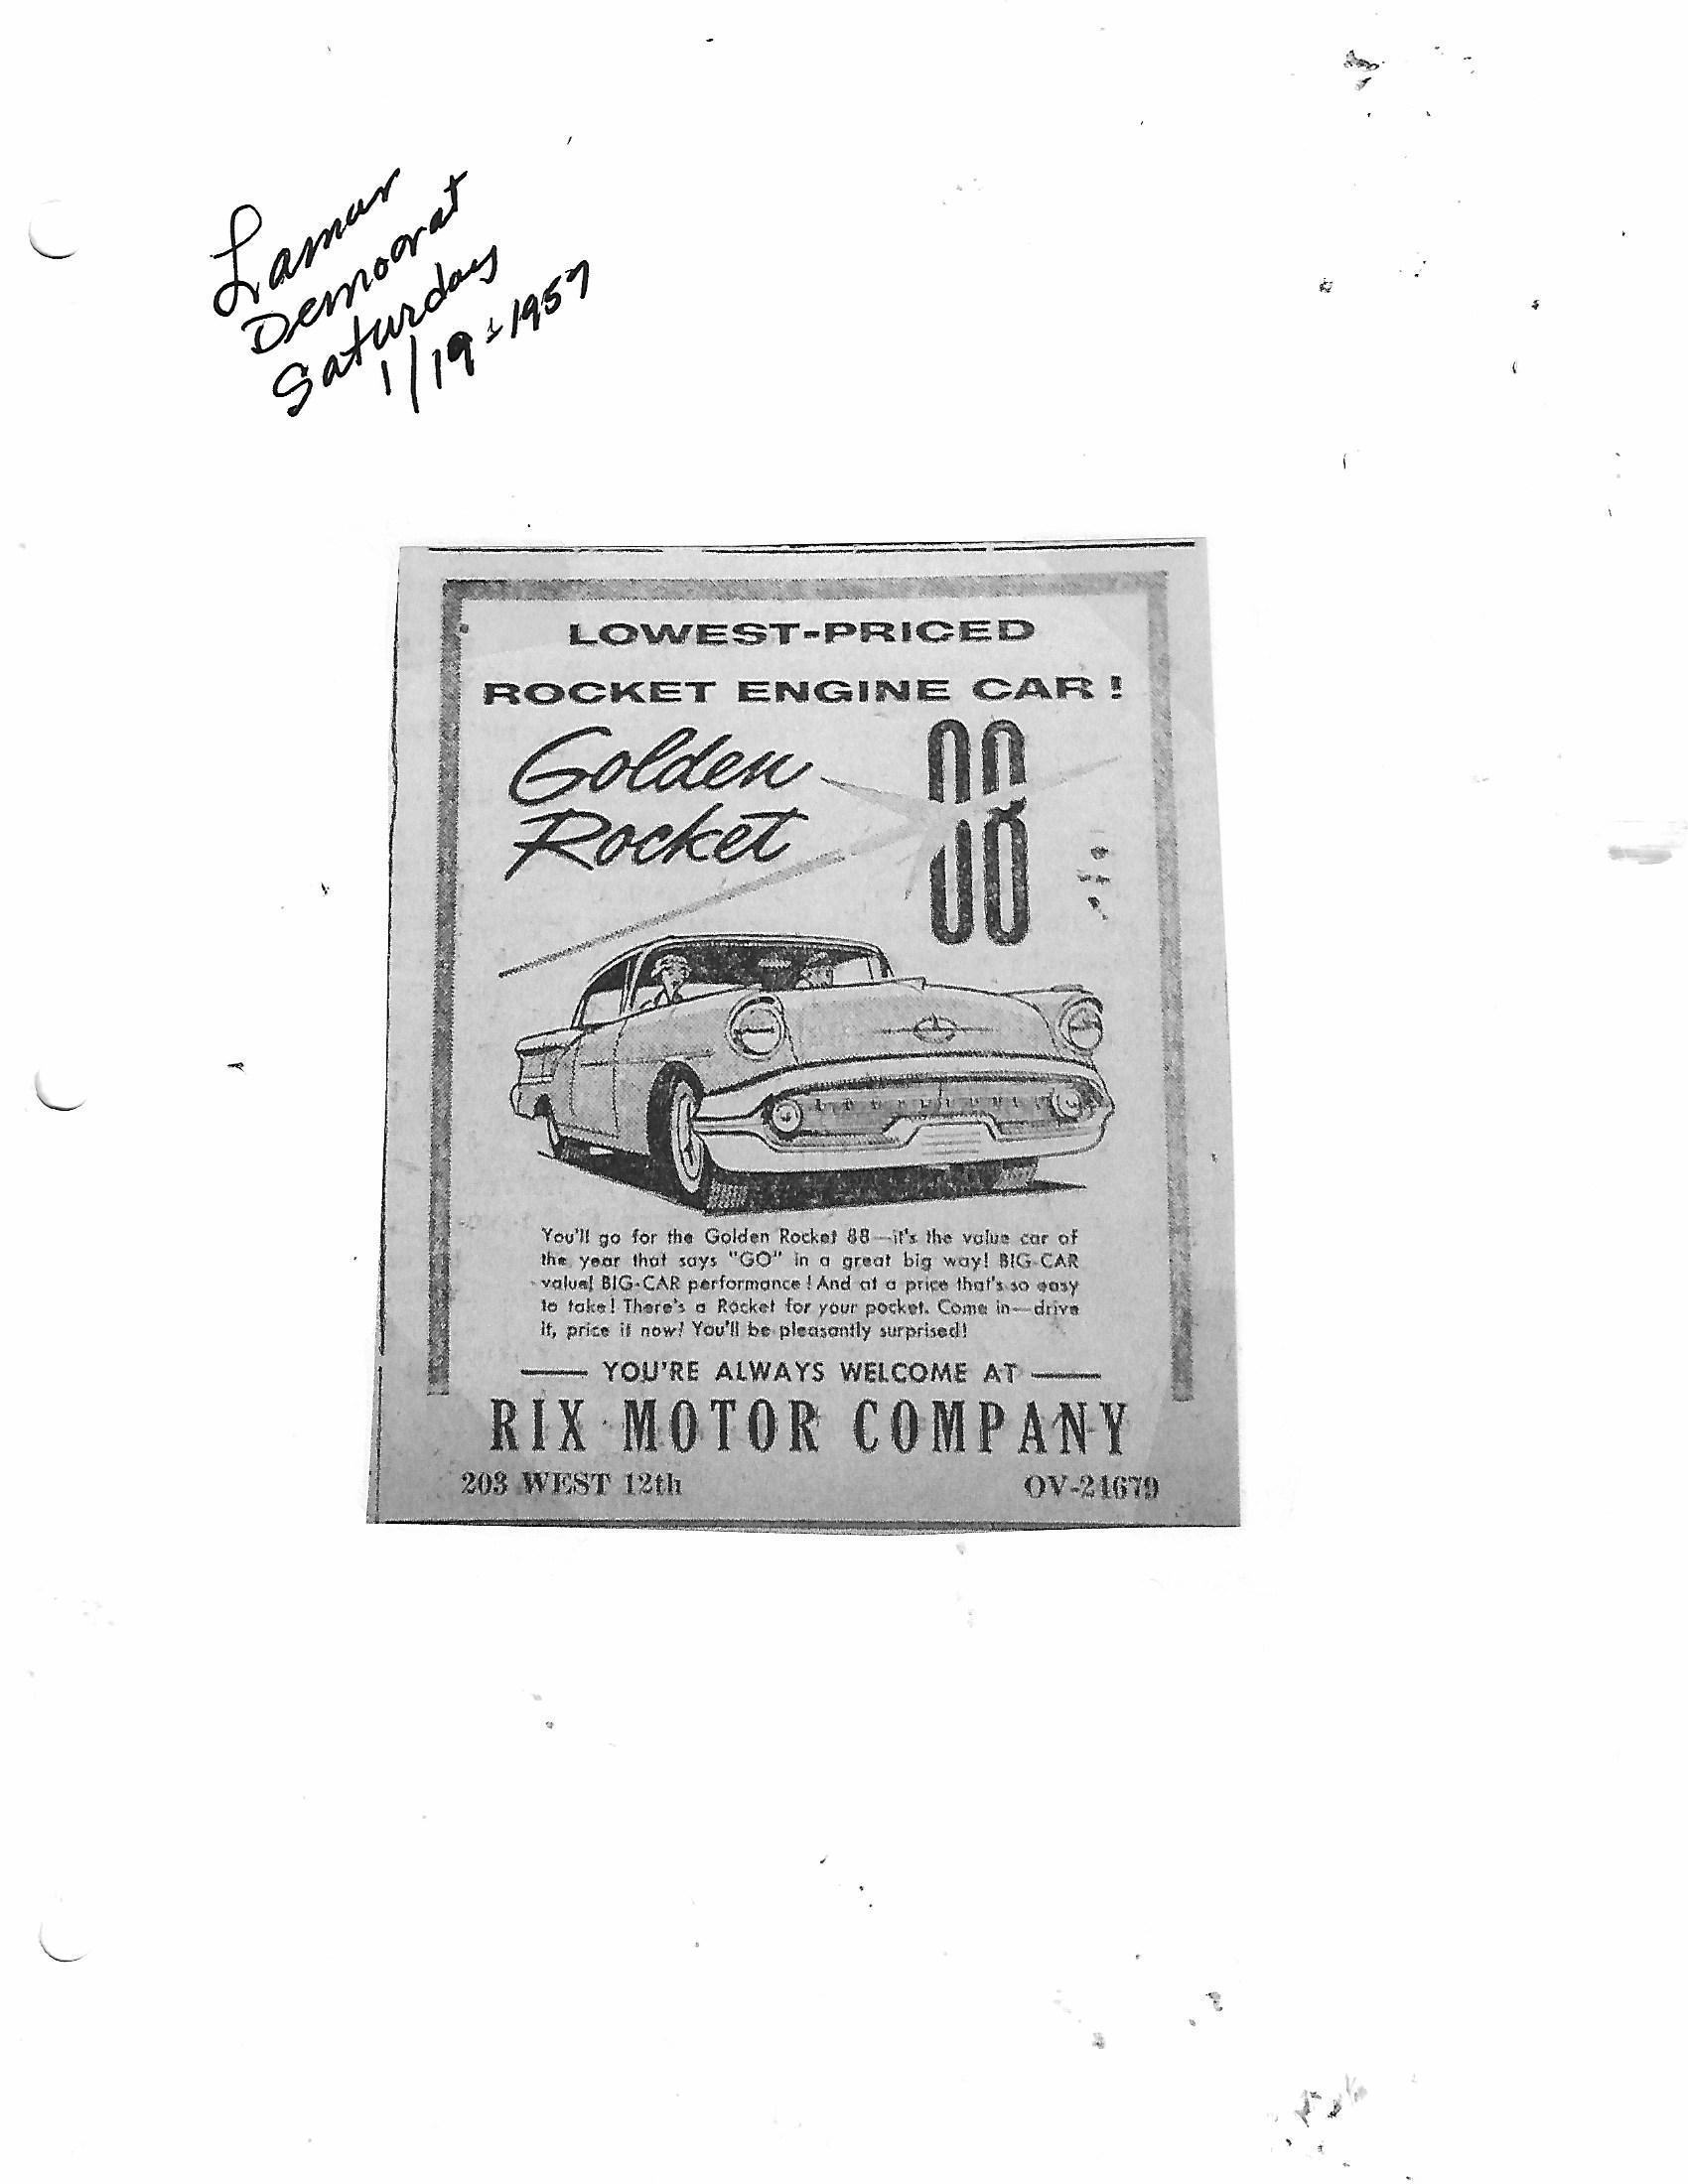 Lamar
Democrat
Saturday
1/19-1957
LOWEST-PRICED
ROCKET ENGINE CAR!
Golden
Rocket
88
You'll go for the Golden Rocket 88—it's the value car of
the year that says "GO" in a great big way! BIG-CAR
value! BIG-CAR performance! And at a price that's so easy
to take! There's a Rocket for your pocket. Come in—drive
it, price it now! You'll be pleasantly surprised!
— YOU'RE ALWAYS WELCOME AT —
RIX MOTOR COMPANY
203 WEST 12th OV-21679